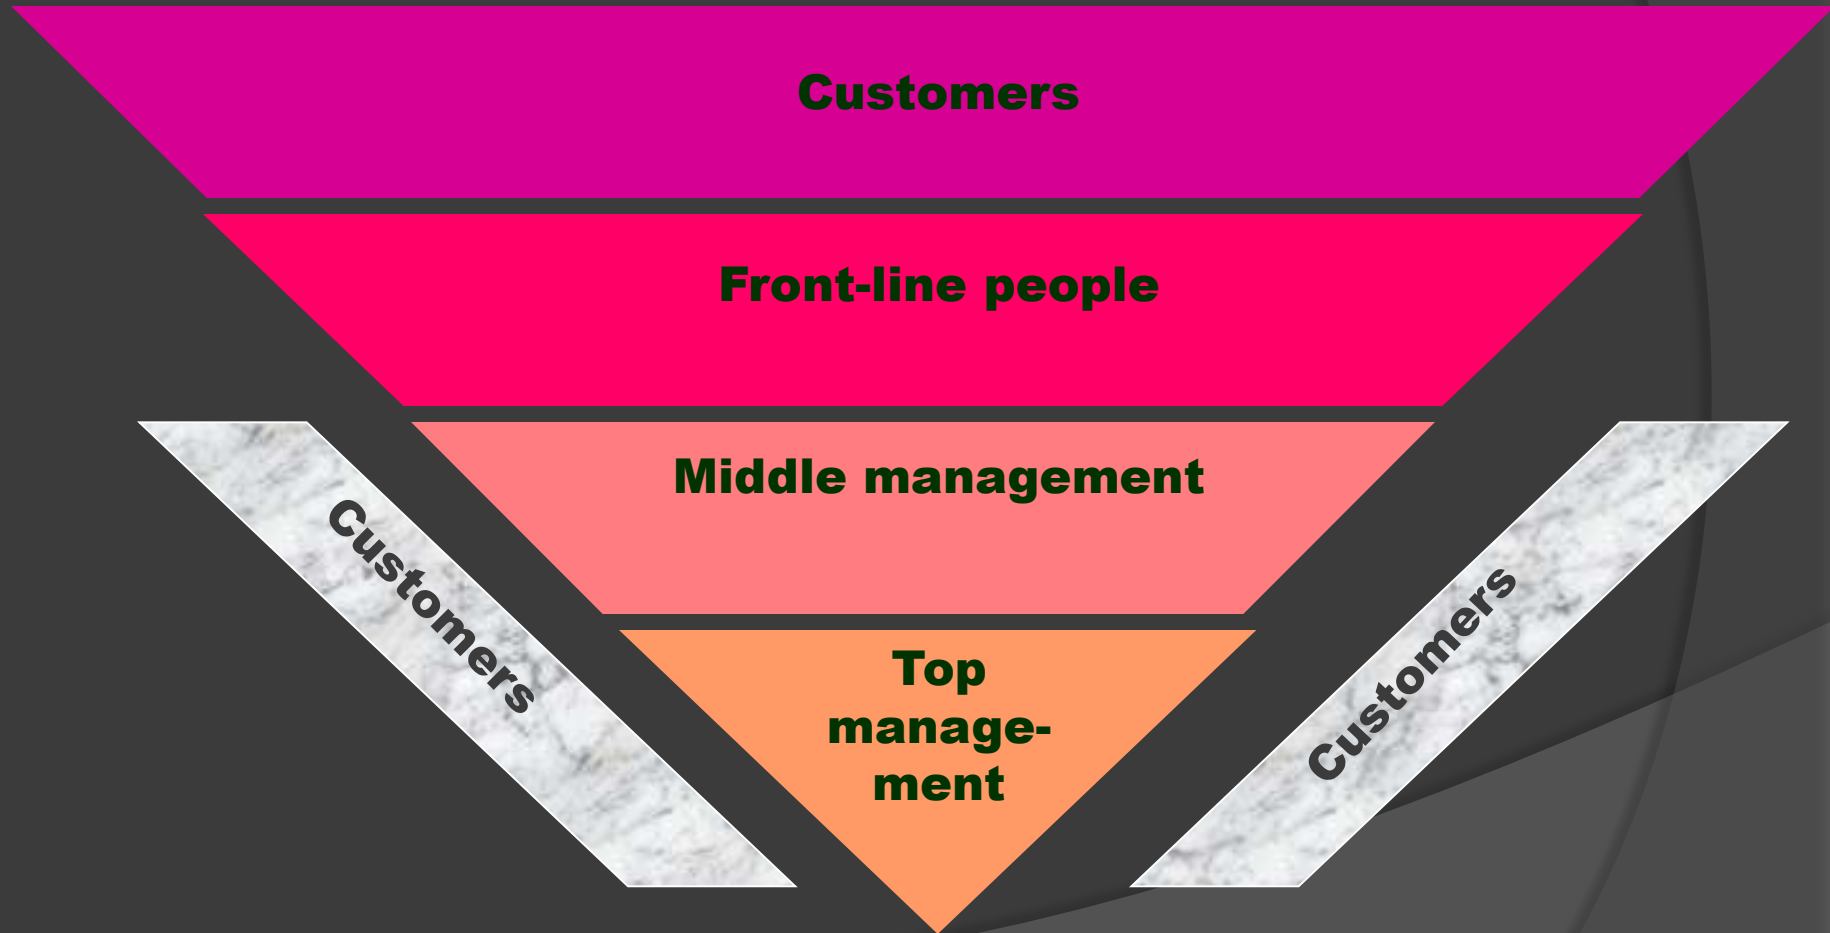 Customers
Front-line people
Middle management
Top
manage-
ment
Customers
Customers